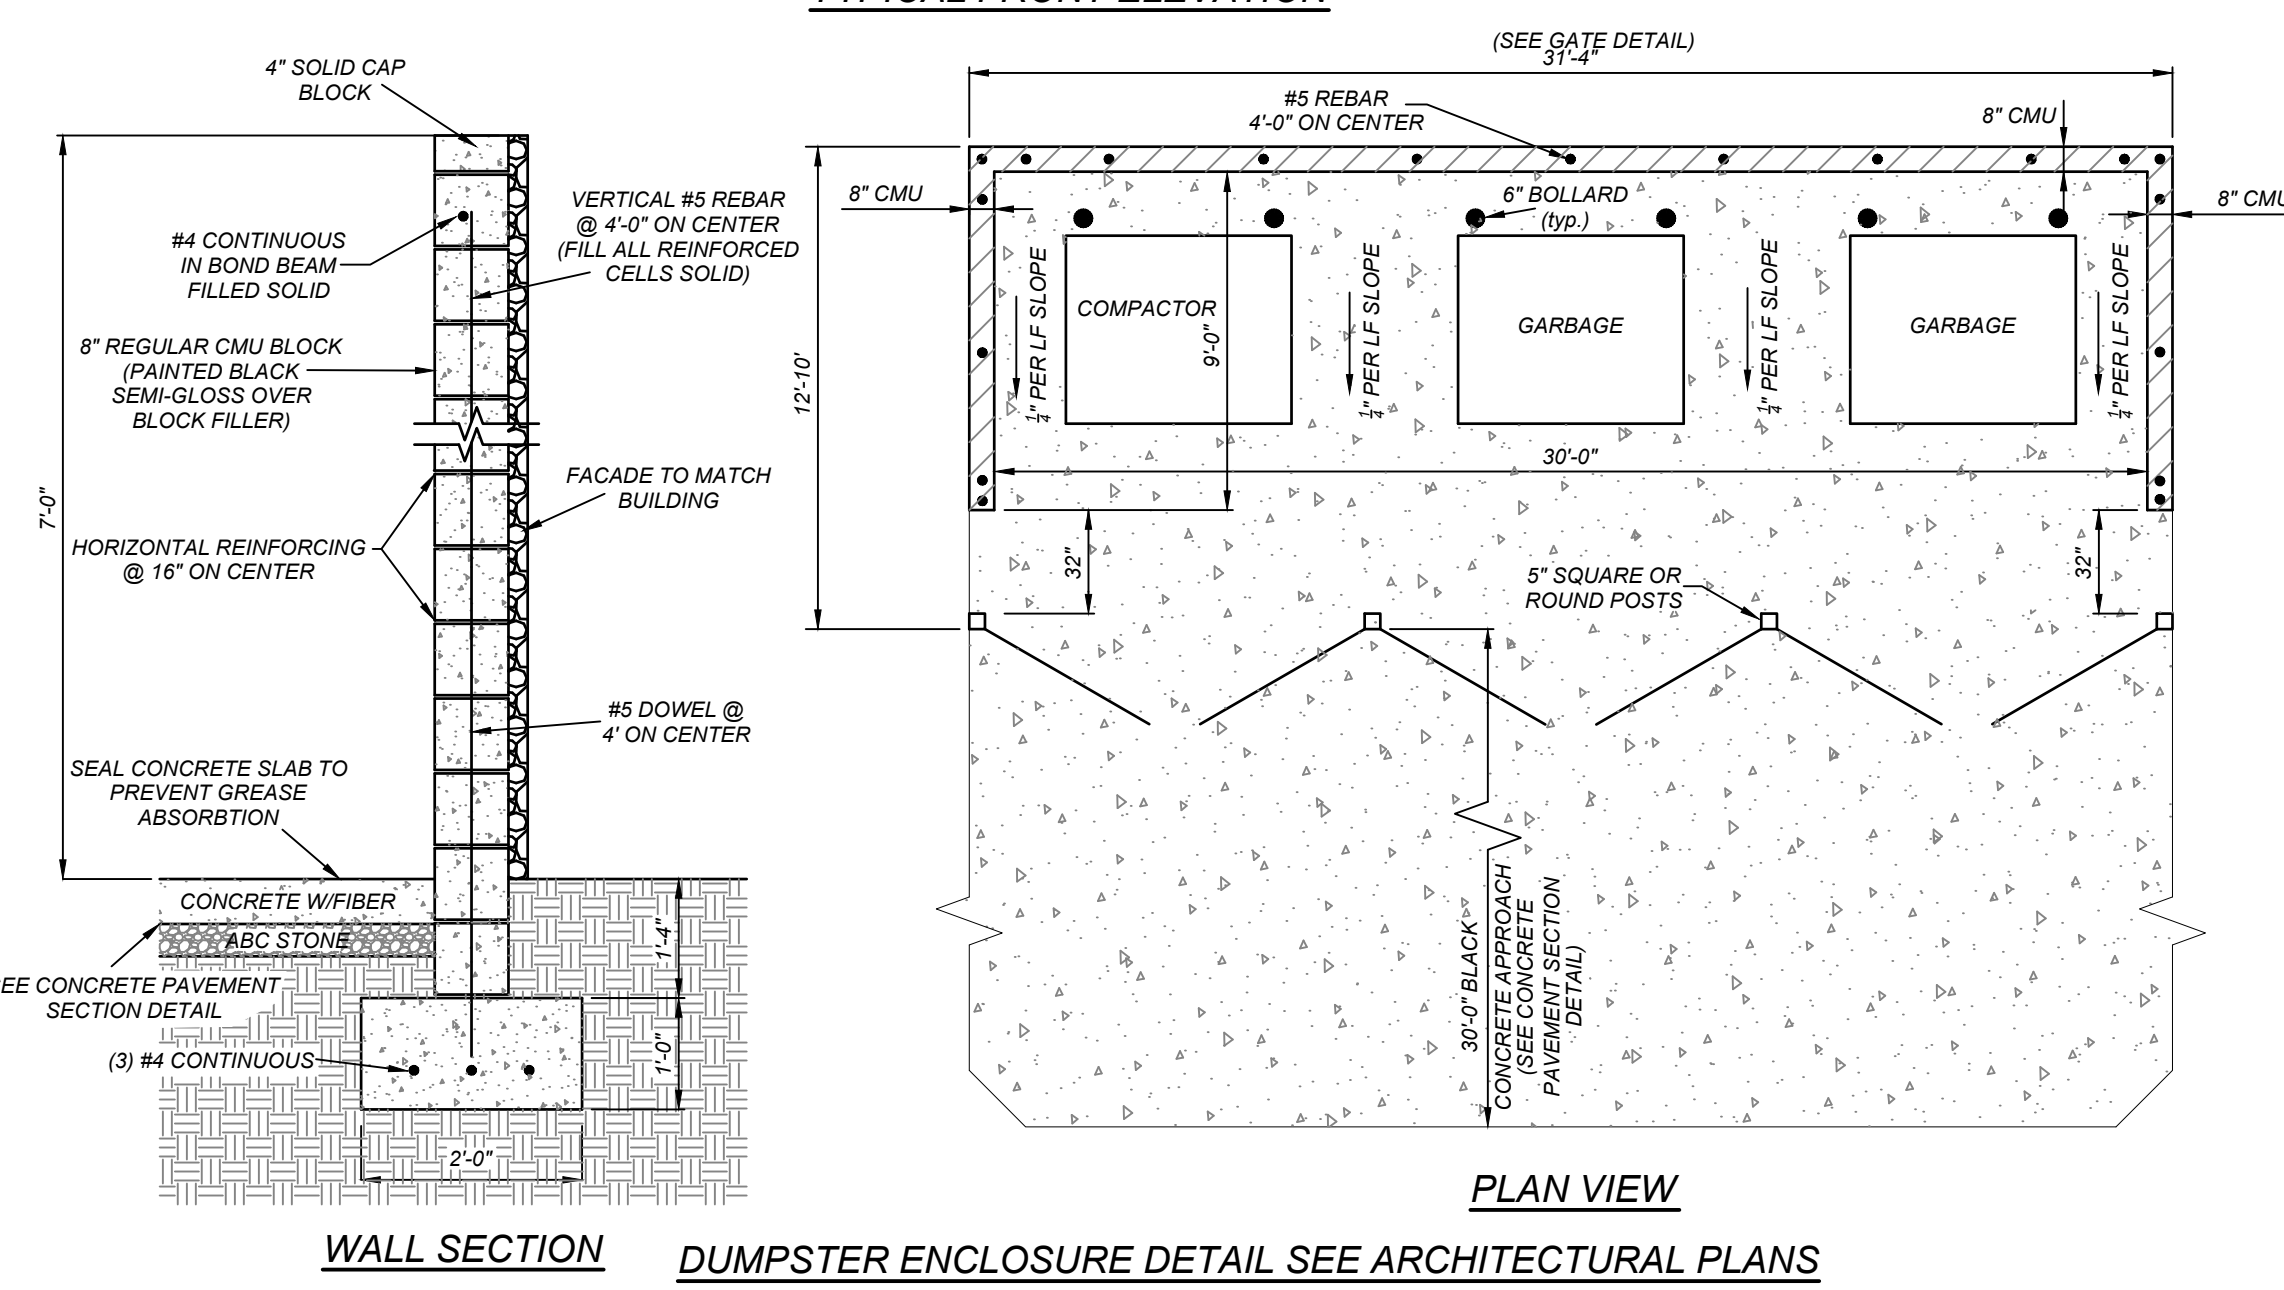 TYPICAL FRONT ELEVATION
4" SOLID CAP
BLOCK
VERTICAL #5 REBAR
@ 4'-0" ON CENTER
(FILL ALL REINFORCED
CELLS SOLID)
#4 CONTINUOUS
IN BOND BEAM
FILLED SOLID
8" REGULAR CMU BLOCK
(PAINTED BLACK
SEMI-GLOSS OVER
BLOCK FILLER)
7'-0"
FACADE TO MATCH
BUILDING
HORIZONTAL REINFORCING
@ 16" ON CENTER
#5 DOWEL @
4' ON CENTER
SEAL CONCRETE SLAB TO
PREVENT GREASE
ABSORBTION
CONCRETE W/FIBER
ABC STONE
EE CONCRETE PAVEMENT
SECTION DETAIL
1'-4"
(3) #4 CONTINUOUS
1'-0"
2'-0"
WALL SECTION
(SEE GATE DETAIL)
31'-4"
#5 REBAR
4'-0" ON CENTER
8" CMU
8" CMU
8" CMU
6" BOLLARD
(typ.)
12'-10'
1/4" PER LF SLOPE
COMPACTOR
9'-0"
1/4" PER LF SLOPE
GARBAGE
1/4" PER LF SLOPE
GARBAGE
1/4" PER LF SLOPE
30'-0"
32"
32"
5" SQUARE OR
ROUND POSTS
30'-0" BLACK
CONCRETE APPROACH
(SEE CONCRETE
PAVEMENT SECTION
DETAIL)
PLAN VIEW
DUMPSTER ENCLOSURE DETAIL SEE ARCHITECTURAL PLANS